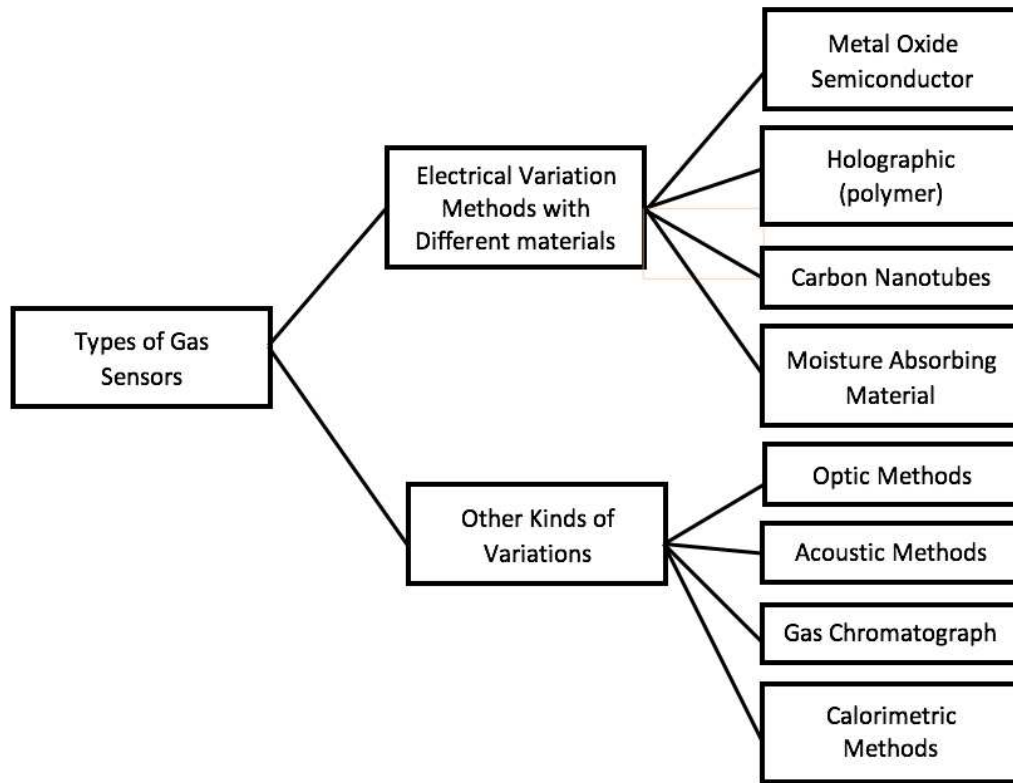 Types of Gas
Sensors
Electrical Variation
Methods with
Different materials
Metal Oxide
Semiconductor
Holographic
(polymer)
Carbon Nanotubes
Moisture Absorbing
Material
Other Kinds of
Variations
Optic Methods
Acoustic Methods
Gas Chromatograph
Calorimetric
Methods